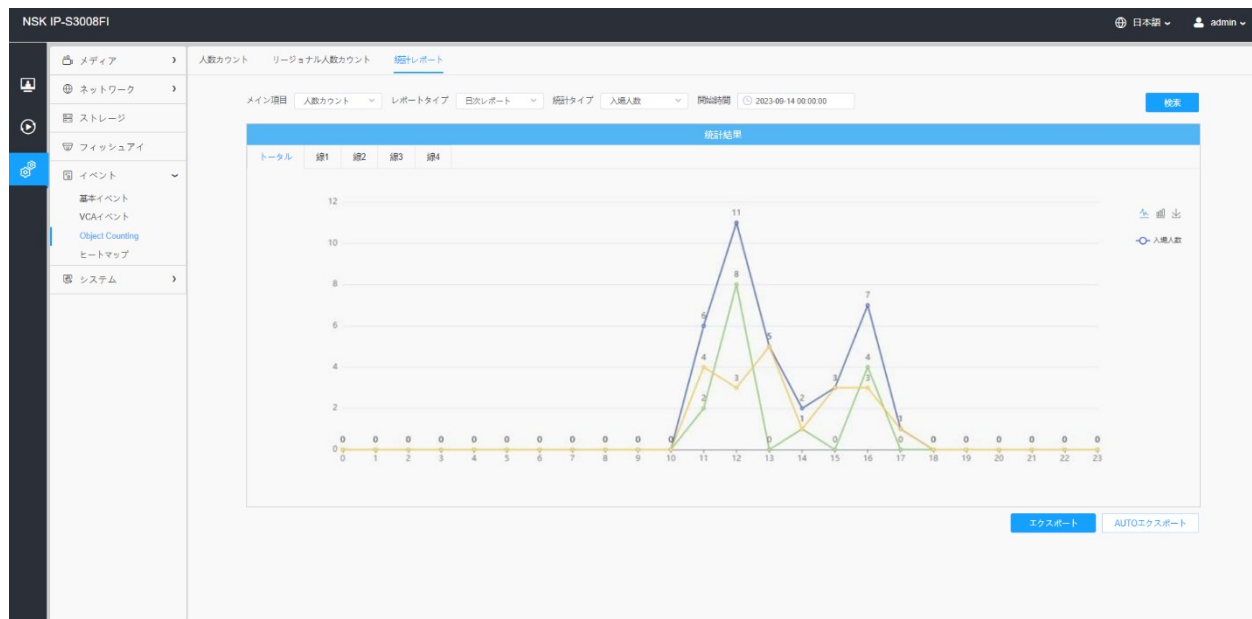 NSK IP-S3008FI
日本語
admin
メディア
ネットワーク
ストレージ
フィッシュアイ
イベント
基本イベント
VCAイベント
Object Counting
ヒートマップ
システム
人数カウント リージョナル人数カウント 統計レポート
メイン項目 人数カウント レポートタイプ 日次レポート 統計タイプ 入場人数 開始時間 2023-09-14 00:00:00 検索
統計結果
トータル 線1 線2 線3 線4
入場人数
12
10
8
6
4
2
0
11
8
7
6
5
4 4
3 3 3
2 2
1 1
0 0 0 0 0 0 0 0 0 0 0 0 0 0 0 0 0 0 0 0
0 1 2 3 4 5 6 7 8 9 10 11 12 13 14 15 16 17 18 19 20 21 22 23
エクスポート AUTOエクスポート